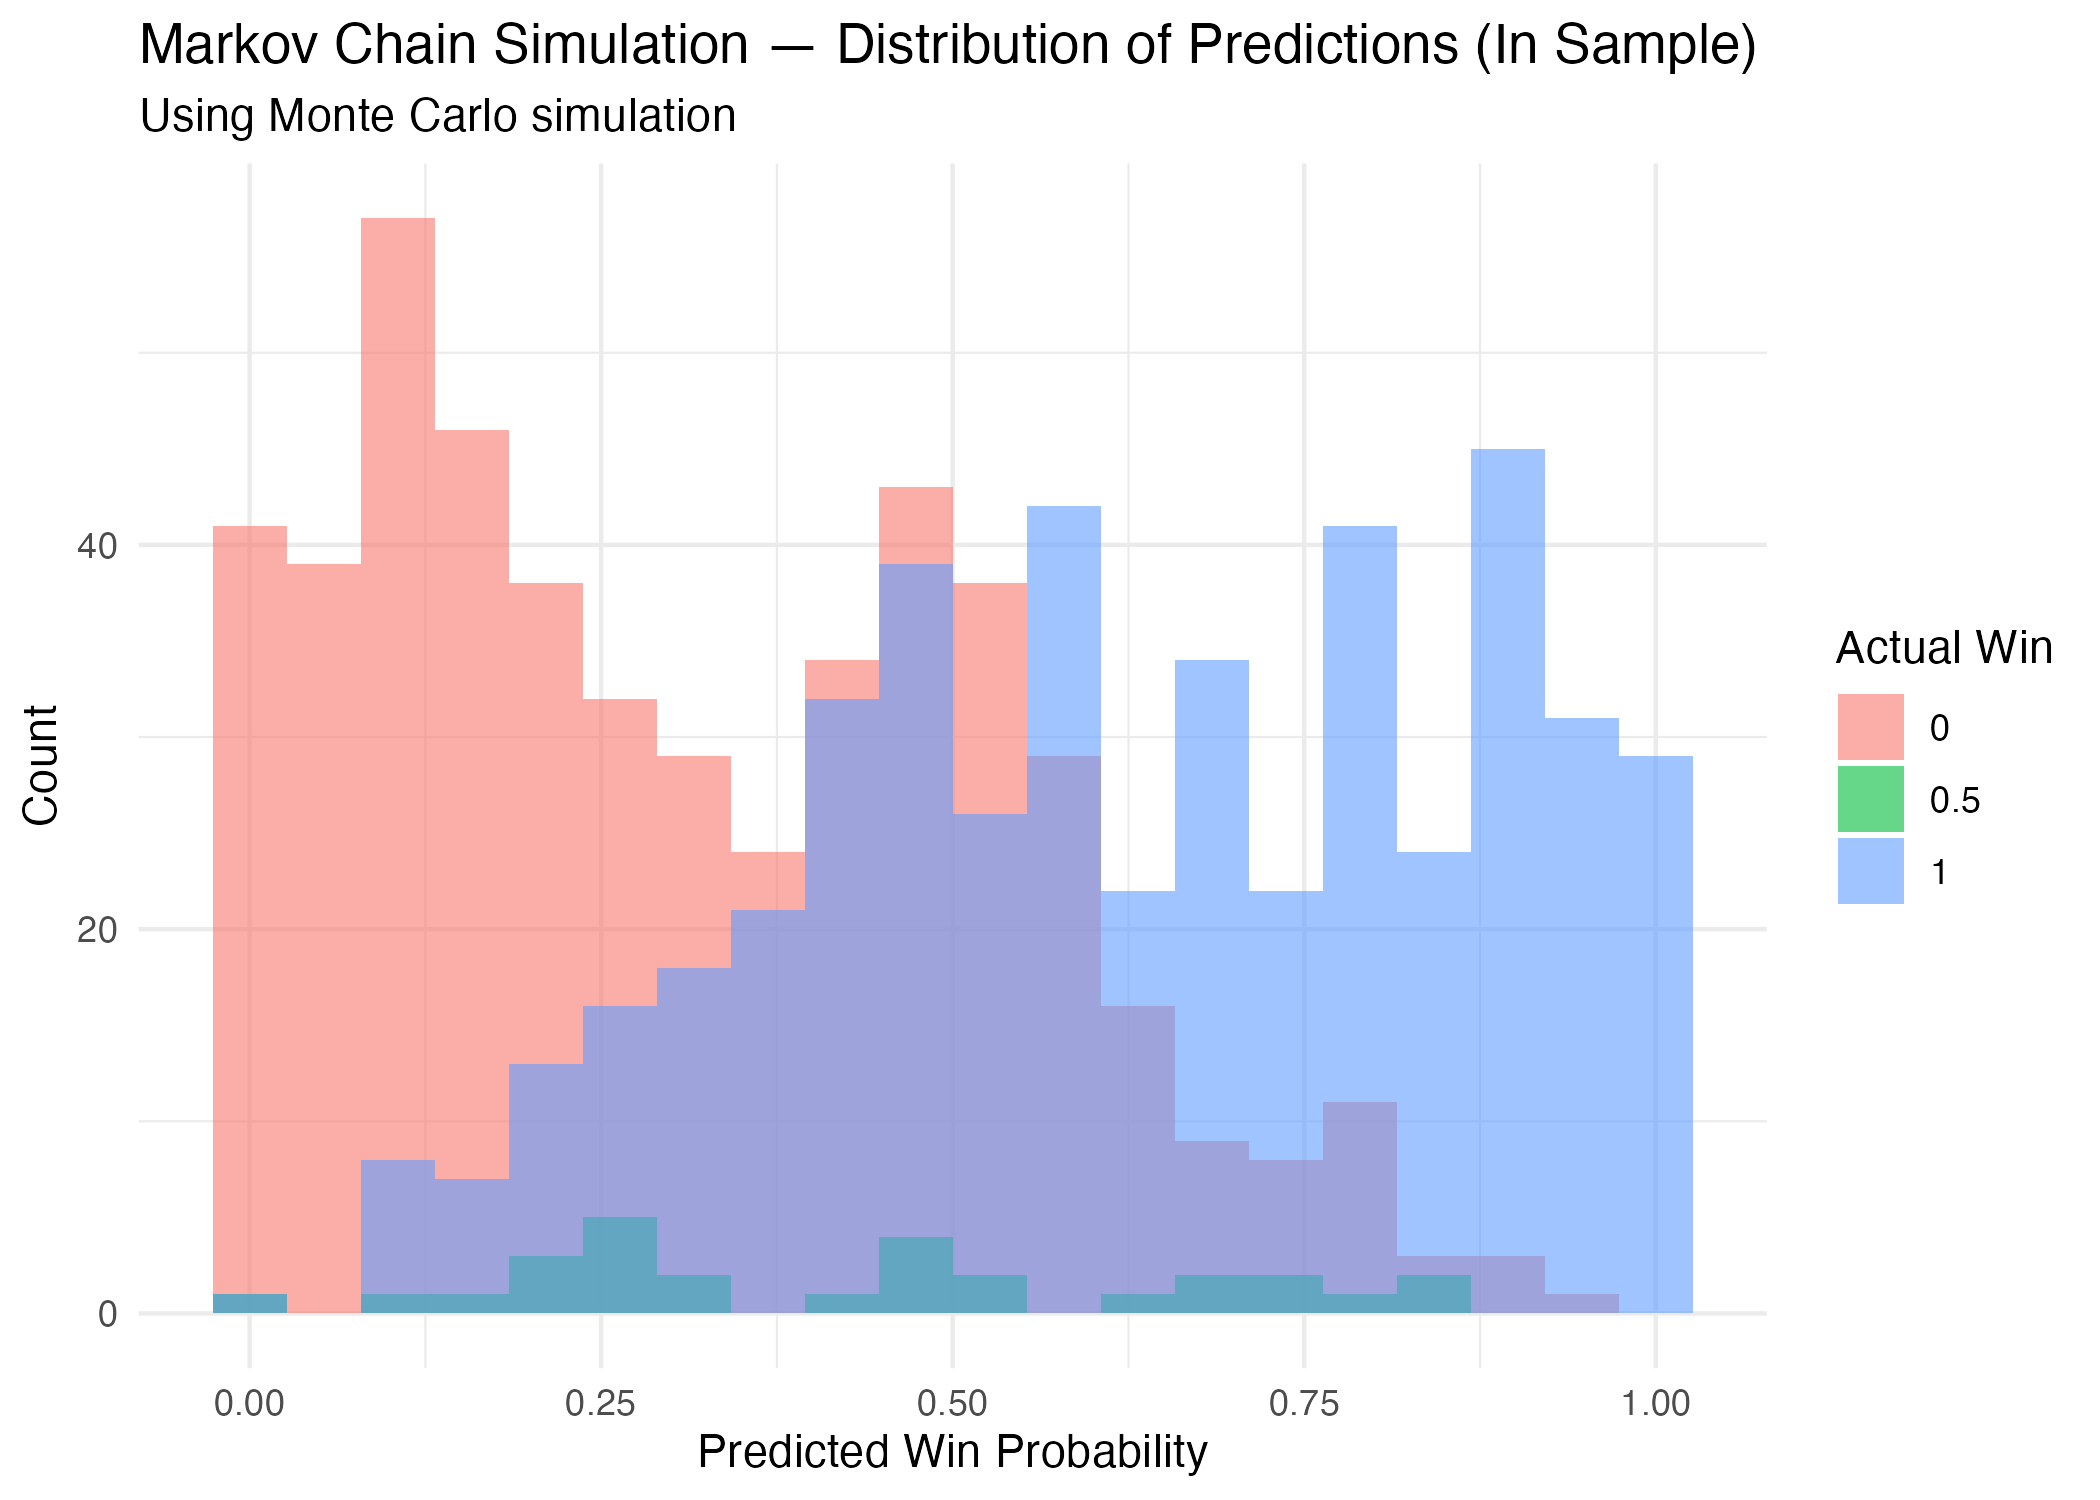 Markov Chain Simulation — Distribution of Predictions (In Sample)
Using Monte Carlo simulation
Count
40
20
0
0.00
0.25
0.50
0.75
1.00
Predicted Win Probability
Actual Win
0
0.5
1